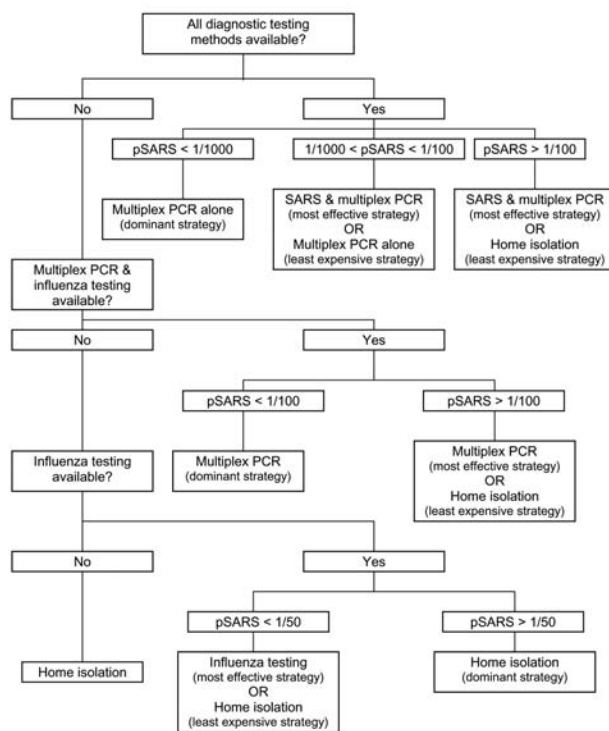 All diagnostic testing
methods available?
No
Yes
pSARS < 1/1000
1/1000 < pSARS < 1/100
pSARS > 1/100
Multiplex PCR alone
(dominant strategy)
SARS & multiplex PCR
(most effective strategy)
OR
Multiplex PCR alone
(least expensive strategy)
SARS & multiplex PCR
(most effective strategy)
OR
Home isolation
(least expensive strategy)
Multiplex PCR &
influenza testing
available?
No
Yes
pSARS < 1/100
pSARS > 1/100
Multiplex PCR
(dominant strategy)
Multiplex PCR
(most effective strategy)
OR
Home isolation
(least expensive strategy)
Influenza testing
available?
No
Yes
pSARS < 1/50
pSARS > 1/50
Home isolation
Influenza testing
(most effective strategy)
OR
Home isolation
(least expensive strategy)
Home isolation
(dominant strategy)